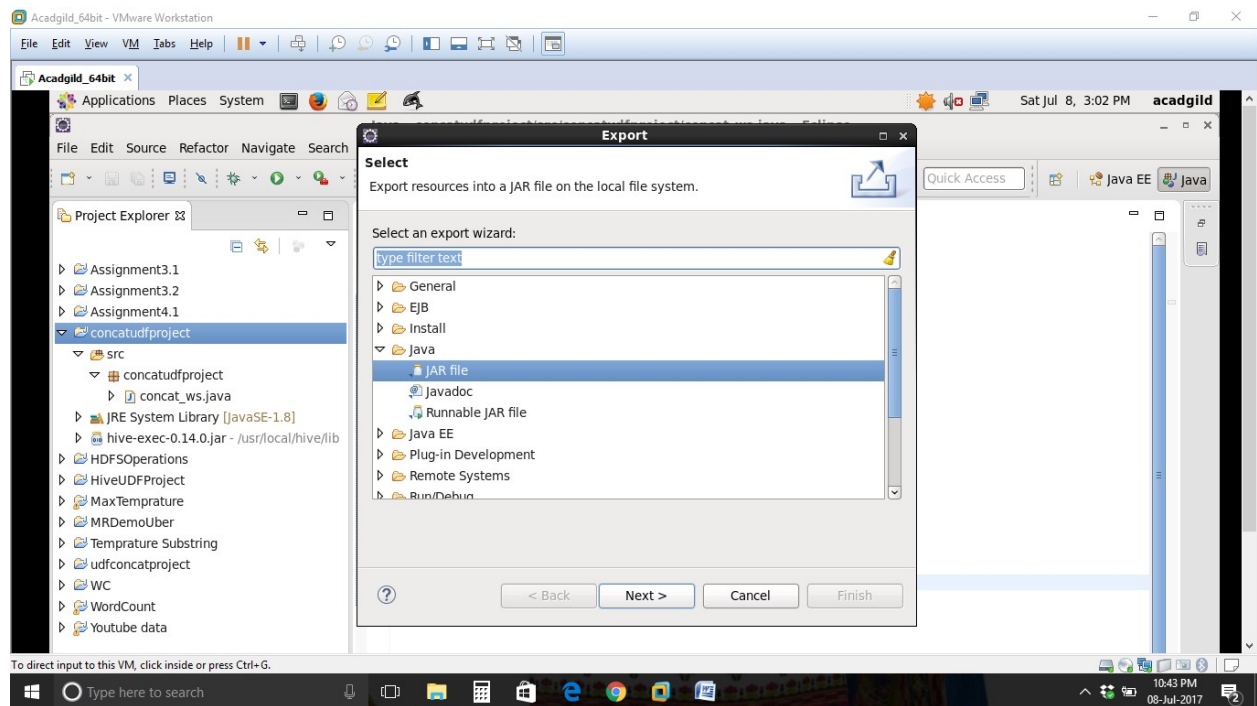 Acadgild_64bit - VMware Workstation
File Edit View VM Tabs Help
Acadgild_64bit
Applications Places System Sat Jul 8, 3:02 PM acadgild
Export
File Edit Source Refactor Navigate Search
Select
Export resources into a JAR file on the local file system.
Quick Access Java EE Java
Project Explorer
Select an export wizard:
type filter text
Assignment3.1
Assignment3.2
Assignment4.1
concatudfproject
src
concatudfproject
concat_ws.java
JRE System Library [JavaSE-1.8]
hive-exec-0.14.0.jar - /usr/local/hive/lib
HDFSOperations
HiveUDFProject
MaxTemprature
MRDemoUber
Temprature Substring
udfconcatproject
WC
WordCount
Youtube data
General
EJB
Install
Java
JAR file
Javadoc
Runnable JAR file
Java EE
Plug-in Development
Remote Systems
Run/Debug
< Back Next > Cancel Finish
To direct input to this VM, click inside or press Ctrl+G.
Type here to search
10:43 PM
08-Jul-2017
2